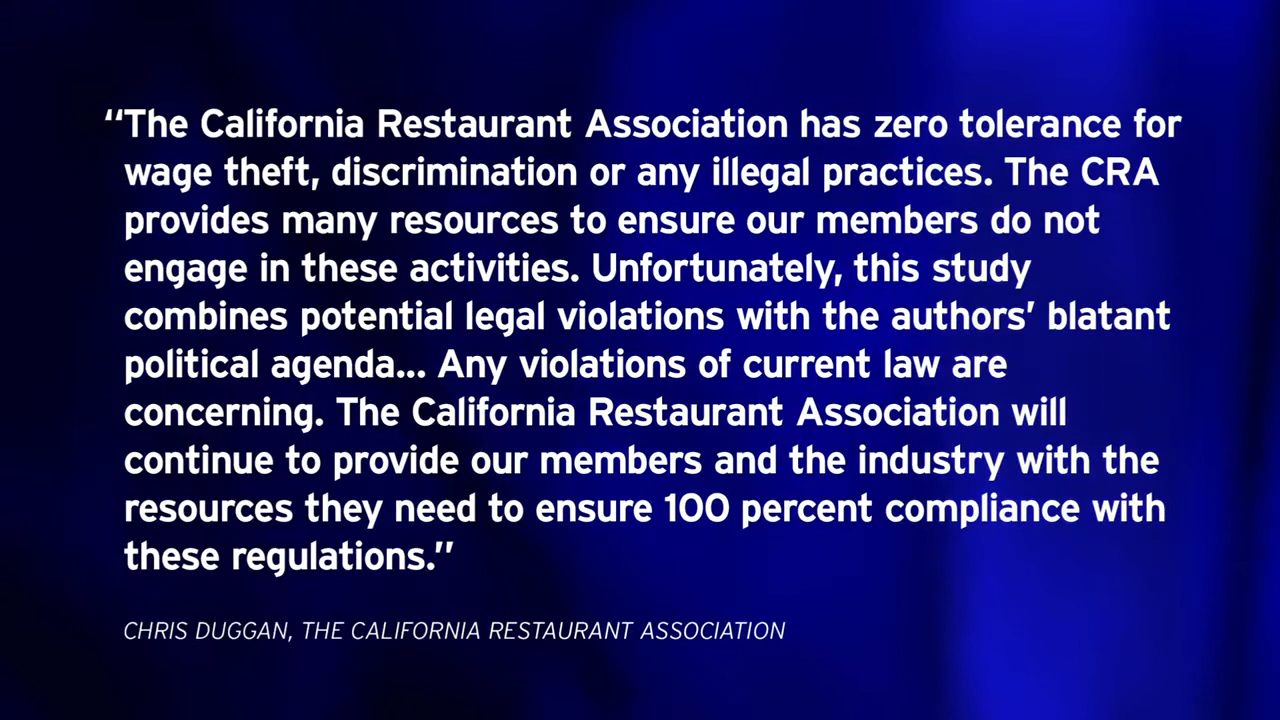 “The California Restaurant Association has zero tolerance for
wage theft, discrimination or any illegal practices. The CRA
provides many resources to ensure our members do not
engage in these activities. Unfortunately, this study
combines potential legal violations with the authors’ blatant
political agenda... Any violations of current law are
concerning. The California Restaurant Association will
continue to provide our members and the industry with the
resources they need to ensure 100 percent compliance with
these regulations.”
CHRIS DUGGAN, THE CALIFORNIA RESTAURANT ASSOCIATION